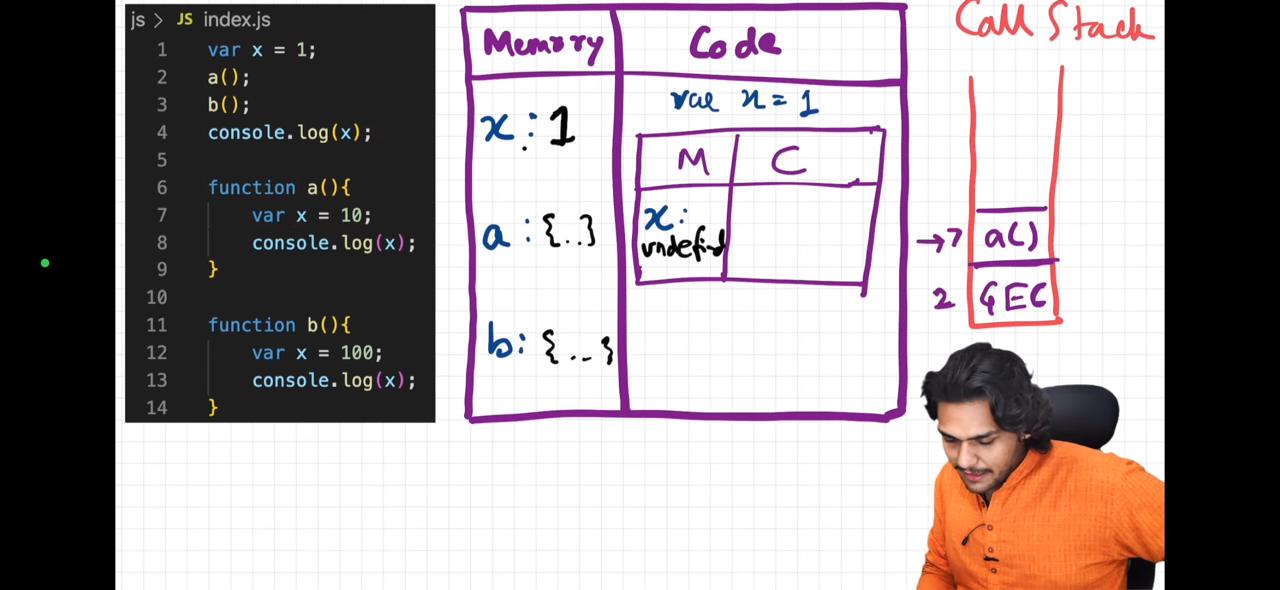 js > JS index.js
1 var x = 1;
2 a();
3 b();
4 console.log(x);
5
6 function a(){
7 var x = 10;
8 console.log(x);
9 }
10
11 function b(){
12 var x = 100;
13 console.log(x);
14 }
Memory Code
x : 1
a : {..}
b: {...}
var x = 1
M C
x:
undefind
Call Stack
→7 a()
2 GEC